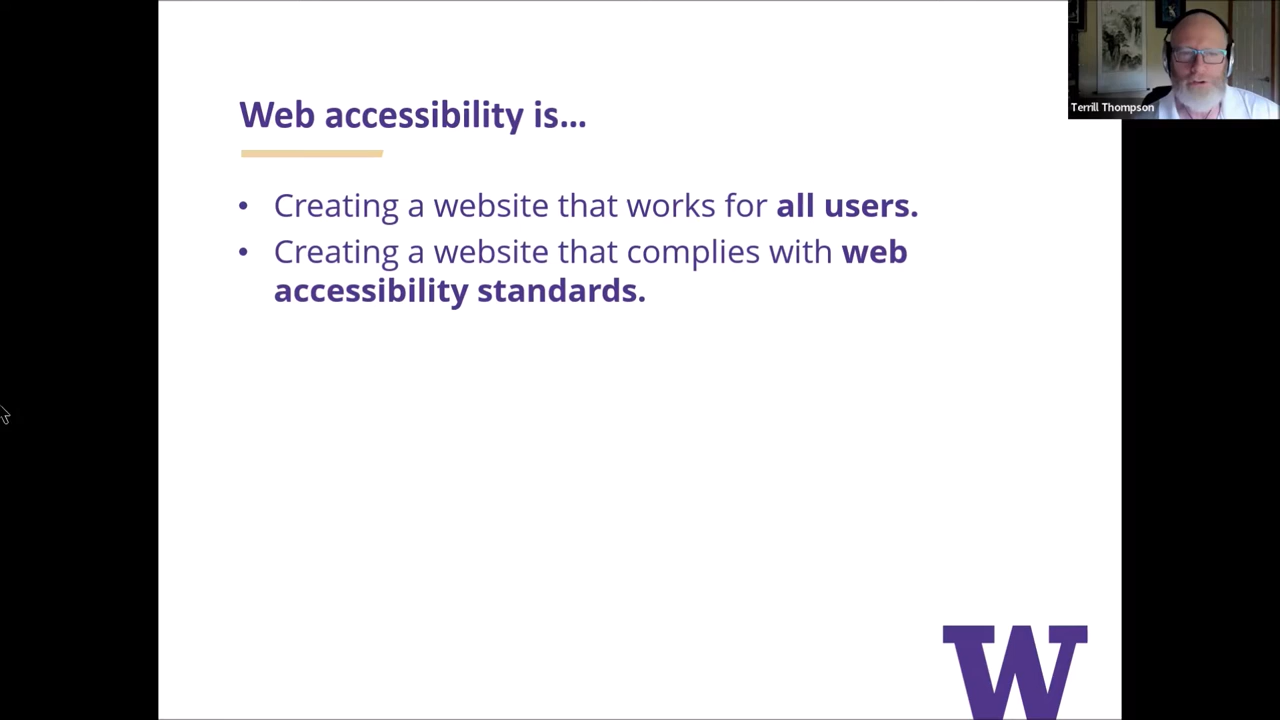 Web accessibility is...
• Creating a website that works for all users.
• Creating a website that complies with web
accessibility standards.
Terrill Thompson
W